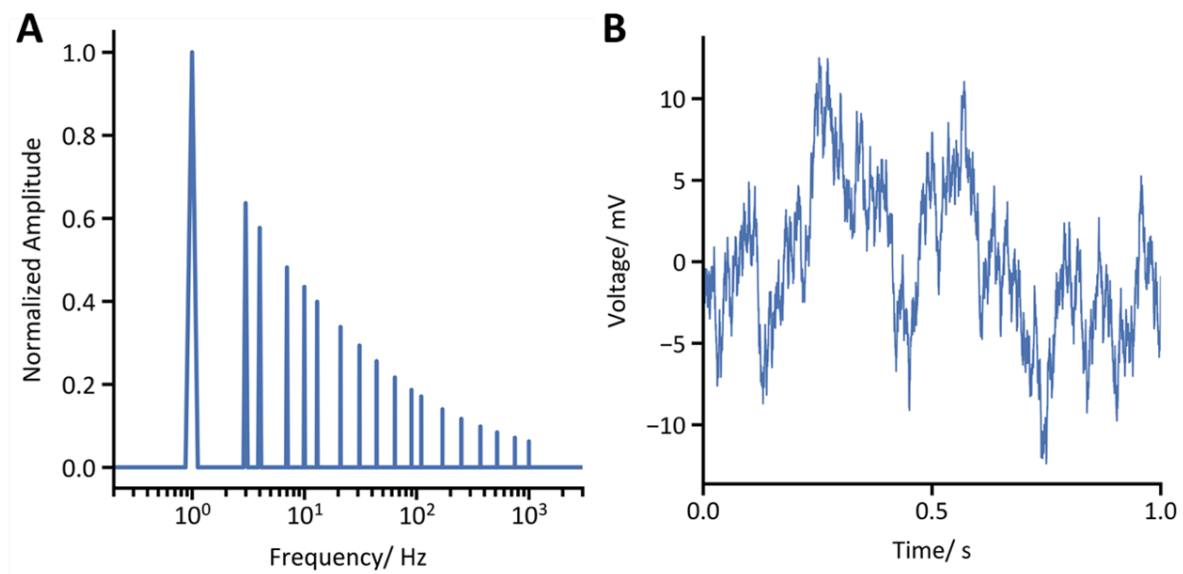 A
Normalized Amplitude
1.0
0.8
0.6
0.4
0.2
0.0
10⁰ 10¹ 10² 10³
Frequency/ Hz
B
Voltage/ mV
10
5
0
−5
−10
0.0 0.5 1.0
Time/ s